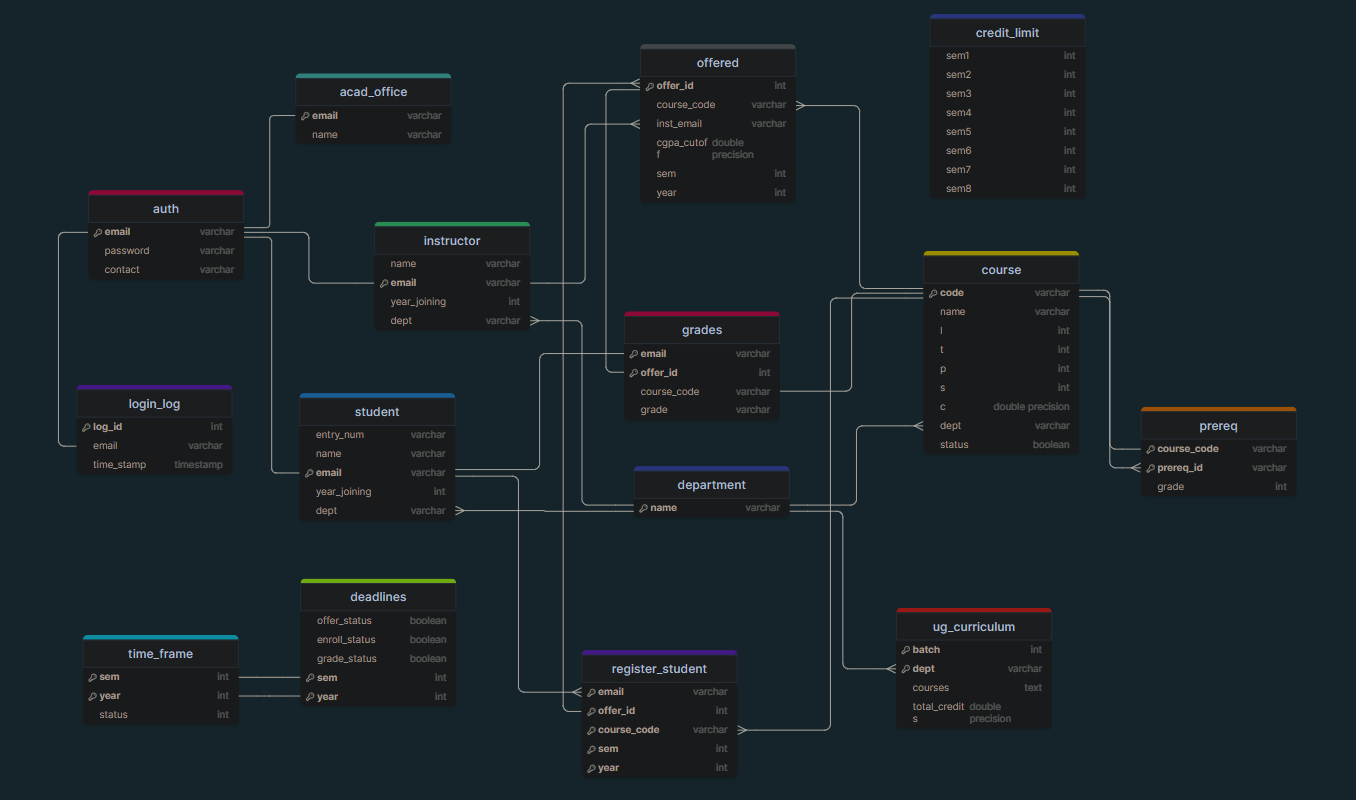 credit_limit
sem1 int
sem2 int
sem3 int
sem4 int
sem5 int
sem6 int
sem7 int
sem8 int
offered
offer_id int
course_code varchar
inst_email varchar
cgpa_cutof double
f precision
sem int
year int
acad_office
email varchar
name varchar
auth
email varchar
password varchar
contact varchar
instructor
name varchar
email varchar
year_joining int
dept varchar
course
code varchar
name varchar
l int
t int
p int
s int
c double precision
dept varchar
status boolean
grades
email varchar
offer_id int
course_code varchar
grade varchar
login_log
log_id int
email varchar
time_stamp timestamp
student
entry_num varchar
name varchar
email varchar
year_joining int
dept varchar
prereq
course_code varchar
prereq_id varchar
grade int
department
name varchar
deadlines
offer_status boolean
enroll_status boolean
grade_status boolean
sem int
year int
time_frame
sem int
year int
status int
register_student
email varchar
offer_id int
course_code varchar
sem int
year int
ug_curriculum
batch int
dept varchar
courses text
total_credit double
s precision